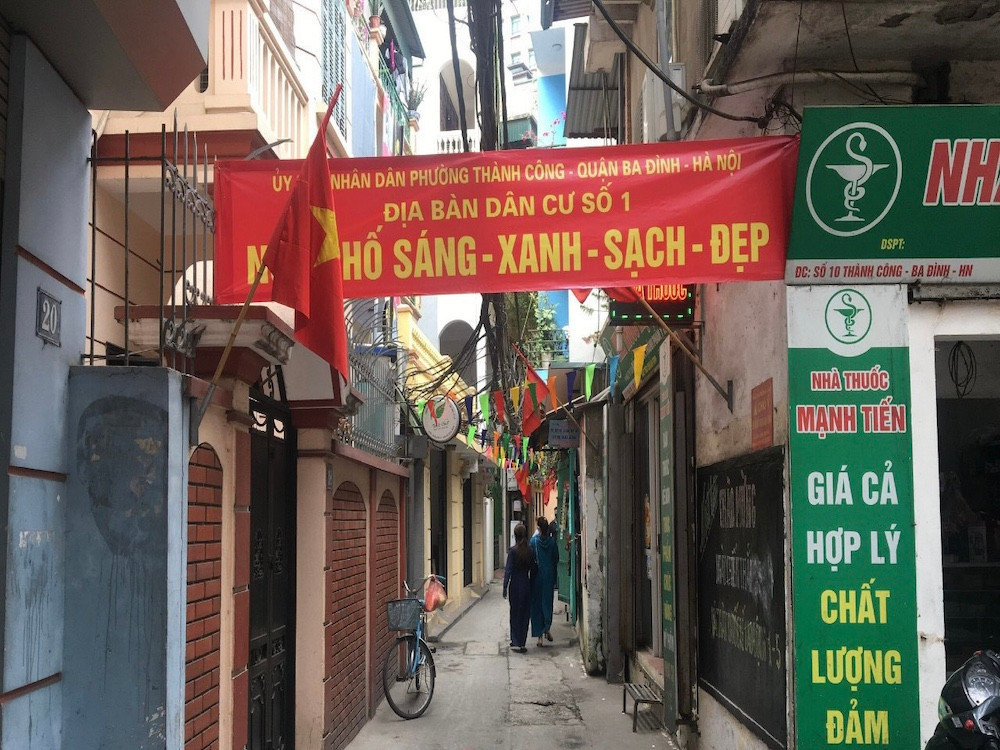 ỦY NHÂN DÂN PHƯỜNG THÀNH CÔNG - QUẬN BA ĐÌNH - HÀ NỘI
ĐỊA BÀN DÂN CƯ SỐ 1
HỐ SÁNG - XANH - SẠCH - ĐẸP
20
NHÀ
DSPT:
DC: SỐ 10 THÀNH CÔNG - BA ĐÌNH - HN
THUỐC
NHÀ THUỐC
MẠNH TIẾN
GIÁ CẢ
HỢP LÝ
CHẤT
LƯỢNG
ĐẢM